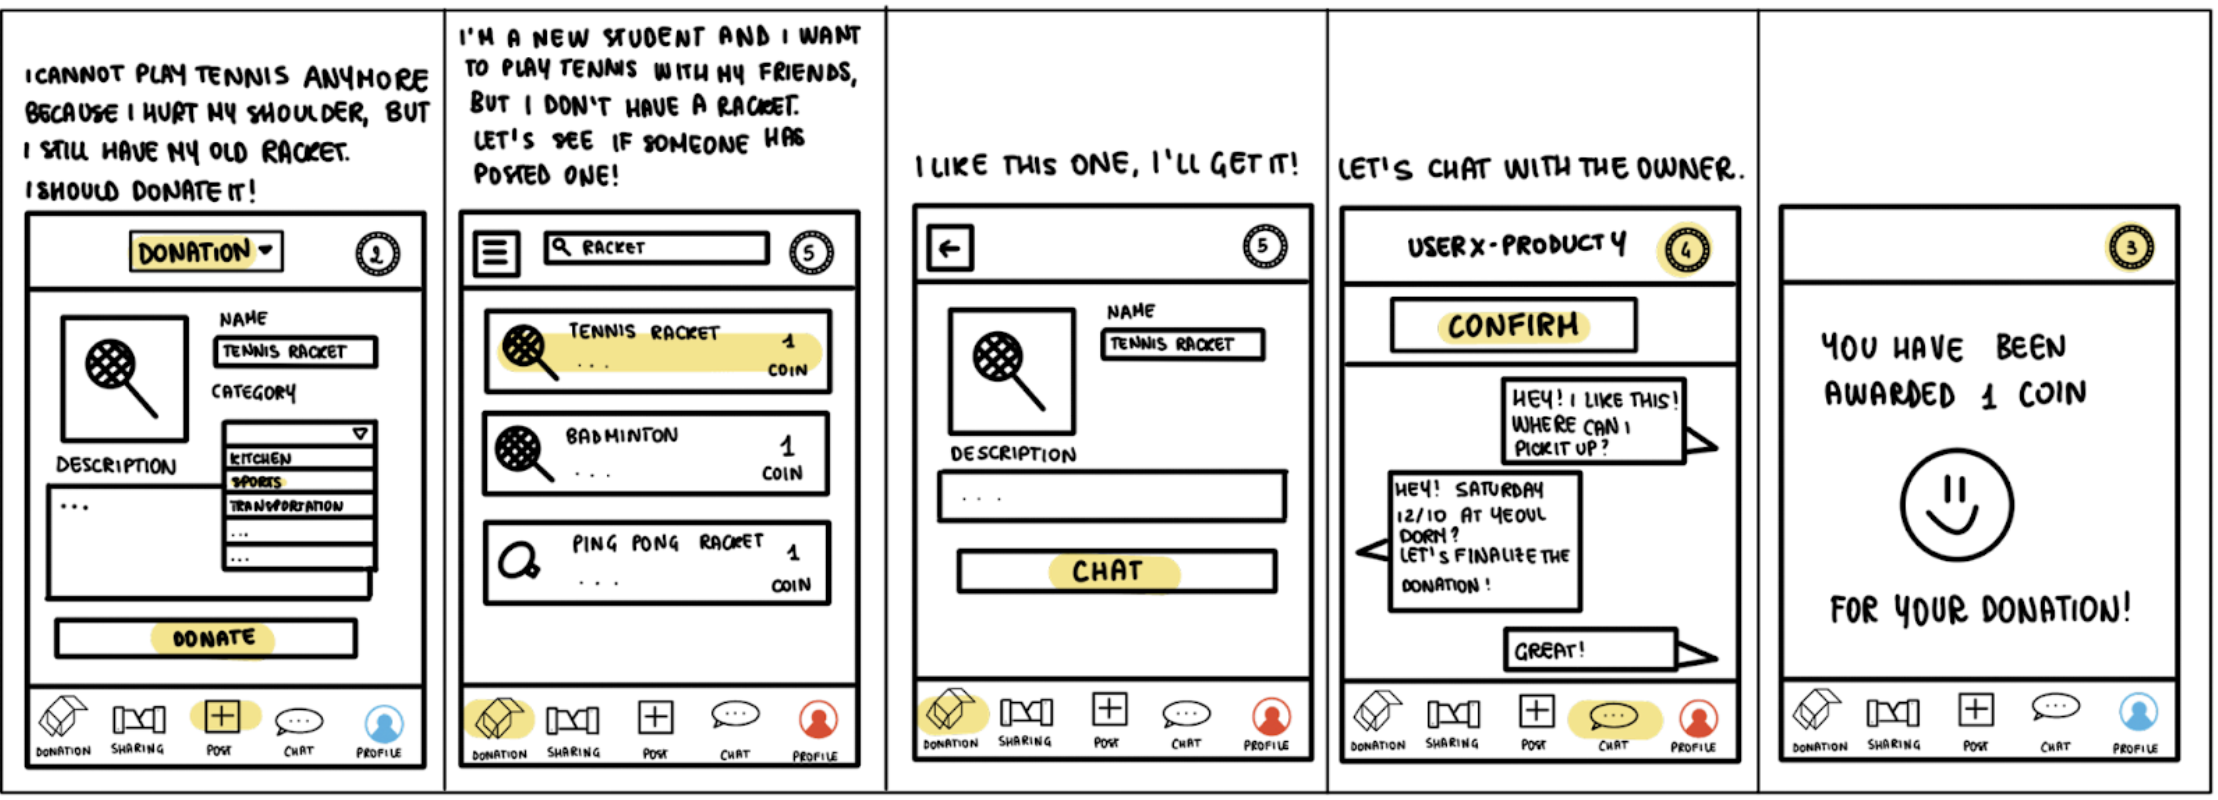 I CANNOT PLAY TENNIS ANYMORE
BECAUSE I HURT MY SHOULDER, BUT
I STILL HAVE MY OLD RACKET.
I SHOULD DONATE IT!
DONATION
2
NAME
TENNIS RACKET
CATEGORY
KITCHEN
SPORTS
TRANSPORTATION
...
...
DESCRIPTION
...
DONATE
DONATION
SHARING
POST
CHAT
PROFILE
I'M A NEW STUDENT AND I WANT
TO PLAY TENNIS WITH MY FRIENDS,
BUT I DON'T HAVE A RACKET.
LET'S SEE IF SOMEONE HAS
POSTED ONE!
RACKET
5
TENNIS RACKET
...
1
COIN
BADMINTON
...
1
COIN
PING PONG RACKET
...
1
COIN
DONATION
SHARING
POST
CHAT
PROFILE
I LIKE THIS ONE, I'LL GET IT!
5
NAME
TENNIS RACKET
DESCRIPTION
...
CHAT
DONATION
SHARING
POST
CHAT
PROFILE
LET'S CHAT WITH THE OWNER.
USER X - PRODUCT Y
4
CONFIRM
HEY! I LIKE THIS!
WHERE CAN I
PICK IT UP?
HEY! SATURDAY
12/10 AT YEOUL
DORM?
LET'S FINALIZE THE
DONATION!
GREAT!
DONATION
SHARING
POST
CHAT
PROFILE
3
YOU HAVE BEEN
AWARDED 1 COIN
FOR YOUR DONATION!
DONATION
SHARING
POST
CHAT
PROFILE